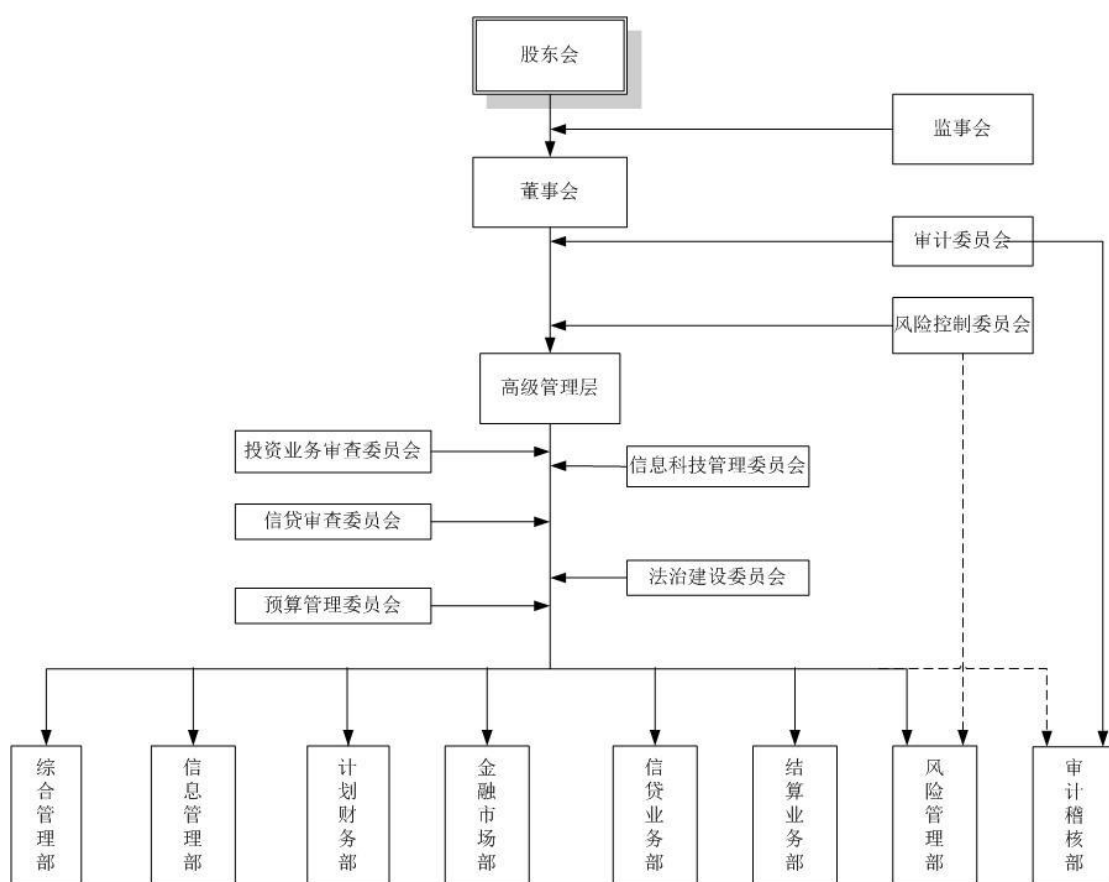 股东会
监事会
董事会
审计委员会
风险控制委员会
高级管理层
投资业务审查委员会
信息科技管理委员会
信贷审查委员会
法治建设委员会
预算管理委员会
综合管理部
信息管理部
计划财务部
金融市场部
信贷业务部
结算业务部
风险管理部
审计稽核部